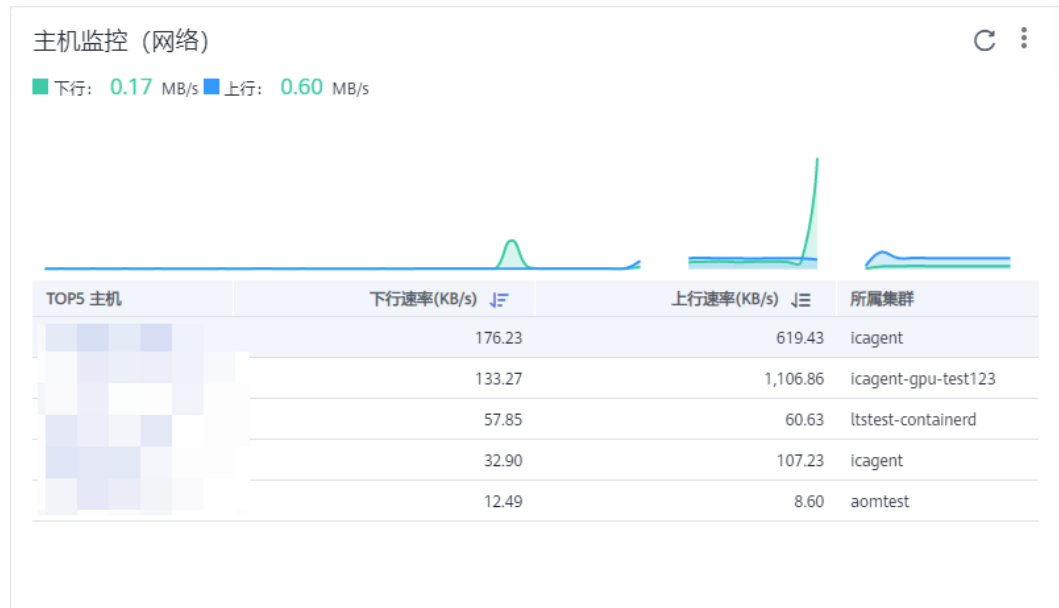 主机监控（网络）
下行： 0.17 MB/s 上行： 0.60 MB/s
TOP5 主机 下行速率(KB/s) 上行速率(KB/s) 所属集群
176.23 619.43 icagent
133.27 1,106.86 icagent-gpu-test123
57.85 60.63 ltstest-containerd
32.90 107.23 icagent
12.49 8.60 aomtest